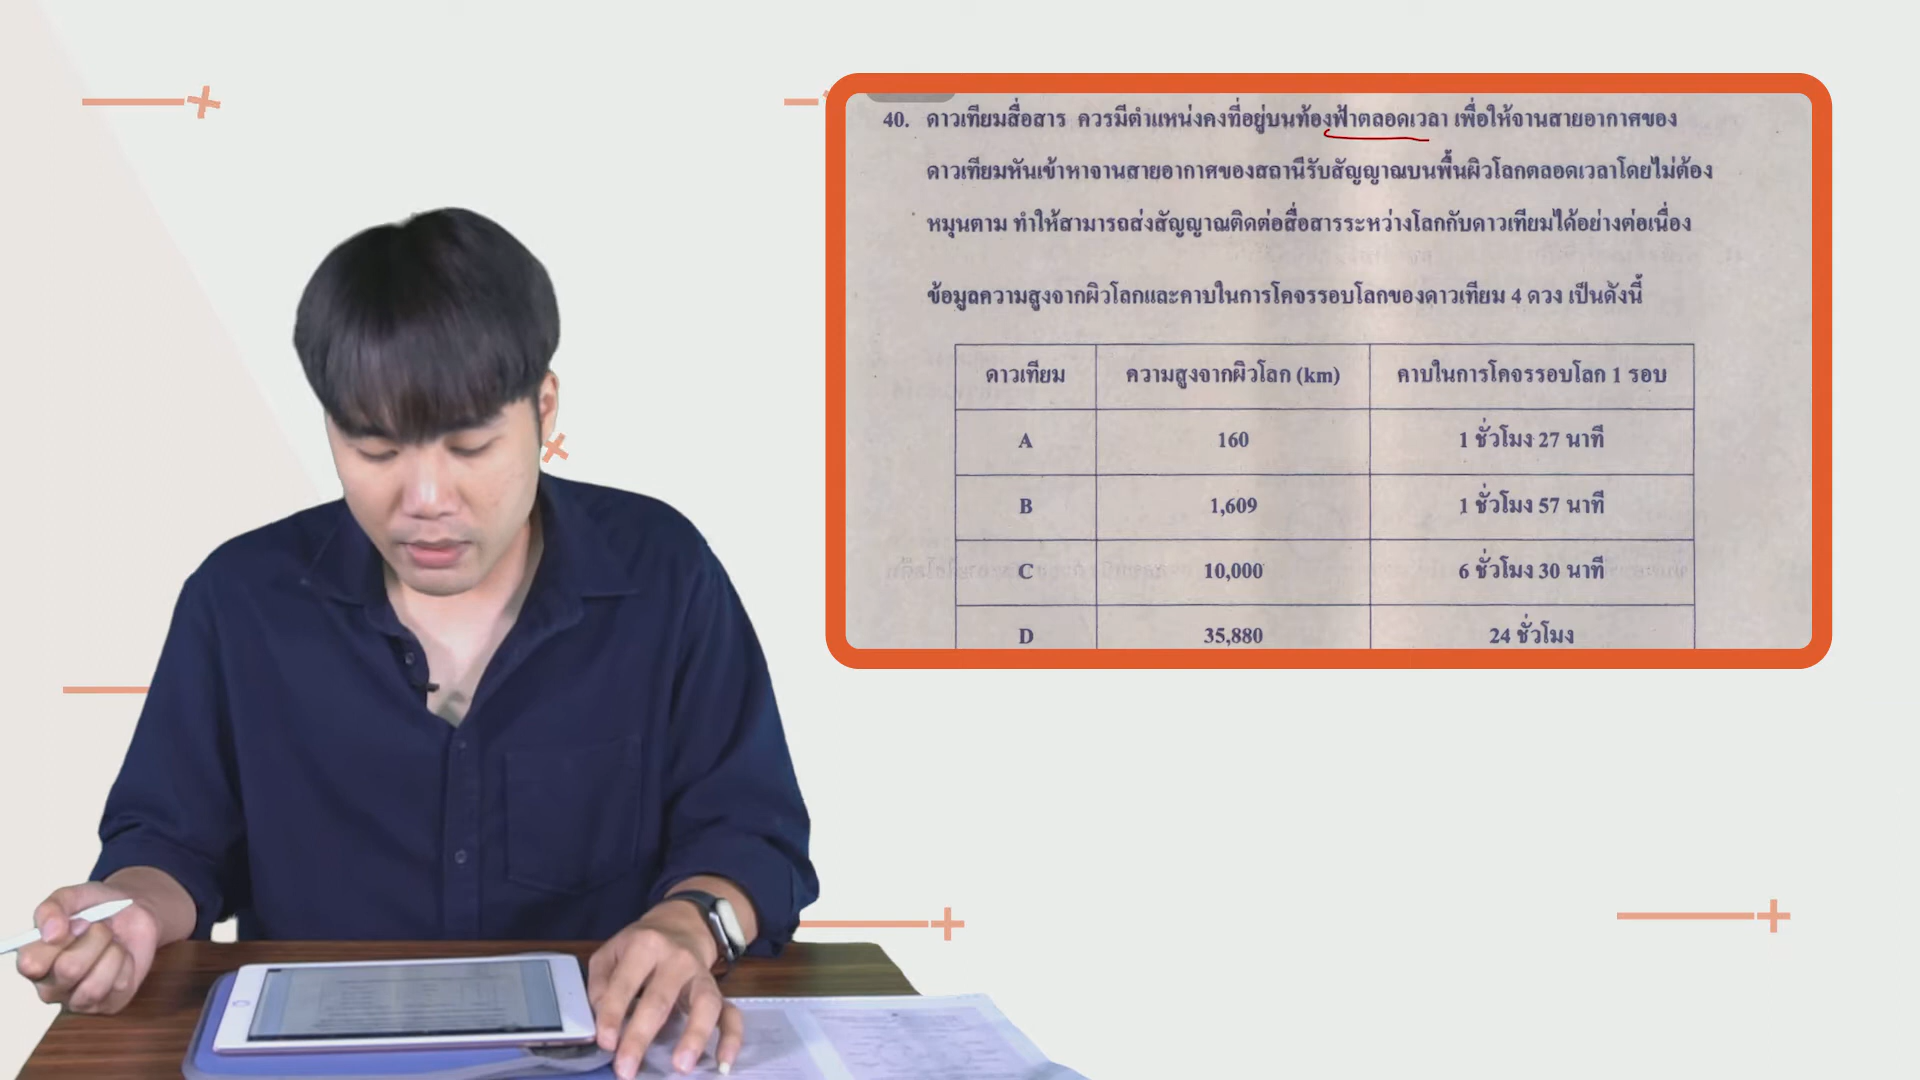 40. ดาวเทียมสื่อสาร ควรมีตำแหน่งคงที่อยู่บนท้องฟ้าตลอดเวลา เพื่อให้จานสายอากาศของ
ดาวเทียมหันเข้าหาจานสายอากาศของสถานีรับสัญญาณบนพื้นผิวโลกตลอดเวลาโดยไม่ต้อง
หมุนตาม ทำให้สามารถส่งสัญญาณติดต่อสื่อสารระหว่างโลกกับดาวเทียมได้อย่างต่อเนื่อง
ข้อมูลความสูงจากผิวโลกและคาบในการโคจรรอบโลกของดาวเทียม 4 ดวง เป็นดังนี้
ดาวเทียม ความสูงจากผิวโลก (km) คาบในการโคจรรอบโลก 1 รอบ
A 160 1 ชั่วโมง 27 นาที
B 1,609 1 ชั่วโมง 57 นาที
C 10,000 6 ชั่วโมง 30 นาที
D 35,880 24 ชั่วโมง